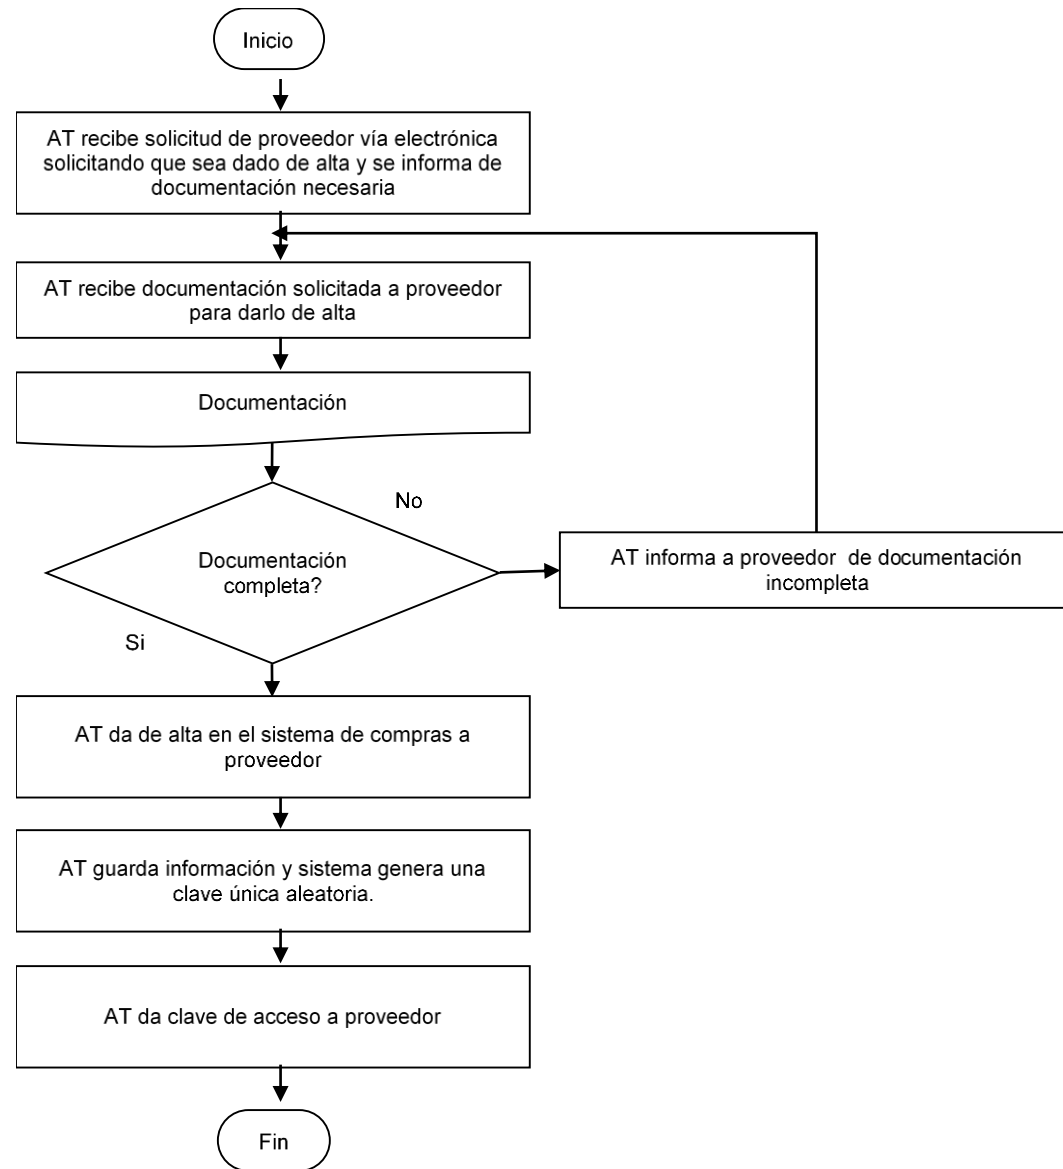 Inicio
AT recibe solicitud de proveedor vía electrónica
solicitando que sea dado de alta y se informa de
documentación necesaria
AT recibe documentación solicitada a proveedor
para darlo de alta
Documentación
No
Documentación
completa?
AT informa a proveedor  de documentación
incompleta
Si
AT da de alta en el sistema de compras a
proveedor
AT guarda información y sistema genera una
clave única aleatoria.
AT da clave de acceso a proveedor
Fin